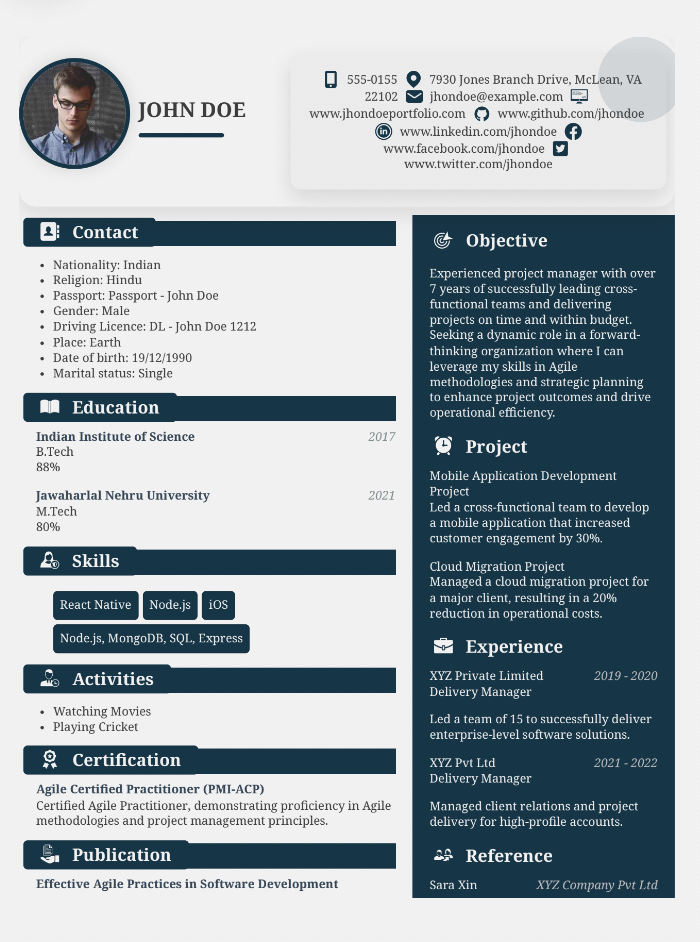 JOHN DOE
555-0155 7930 Jones Branch Drive, McLean, VA
22102 jhondoe@example.com
www.jhondoeportfolio.com www.github.com/jhondoe
www.linkedin.com/jhondoe
www.facebook.com/jhondoe
www.twitter.com/jhondoe
Contact
• Nationality: Indian
• Religion: Hindu
• Passport: Passport - John Doe
• Gender: Male
• Driving Licence: DL - John Doe 1212
• Place: Earth
• Date of birth: 19/12/1990
• Marital status: Single
Education
Indian Institute of Science 2017
B.Tech
88%
Jawaharlal Nehru University 2021
M.Tech
80%
Skills
React Native Node.js iOS
Node.js, MongoDB, SQL, Express
Activities
• Watching Movies
• Playing Cricket
Certification
Agile Certified Practitioner (PMI-ACP)
Certified Agile Practitioner, demonstrating proficiency in Agile
methodologies and project management principles.
Publication
Effective Agile Practices in Software Development
Objective
Experienced project manager with over
7 years of successfully leading cross-
functional teams and delivering
projects on time and within budget.
Seeking a dynamic role in a forward-
thinking organization where I can
leverage my skills in Agile
methodologies and strategic planning
to enhance project outcomes and drive
operational efficiency.
Project
Mobile Application Development
Project
Led a cross-functional team to develop
a mobile application that increased
customer engagement by 30%.
Cloud Migration Project
Managed a cloud migration project for
a major client, resulting in a 20%
reduction in operational costs.
Experience
XYZ Private Limited 2019 - 2020
Delivery Manager
Led a team of 15 to successfully deliver
enterprise-level software solutions.
XYZ Pvt Ltd 2021 - 2022
Delivery Manager
Managed client relations and project
delivery for high-profile accounts.
Reference
Sara Xin XYZ Company Pvt Ltd